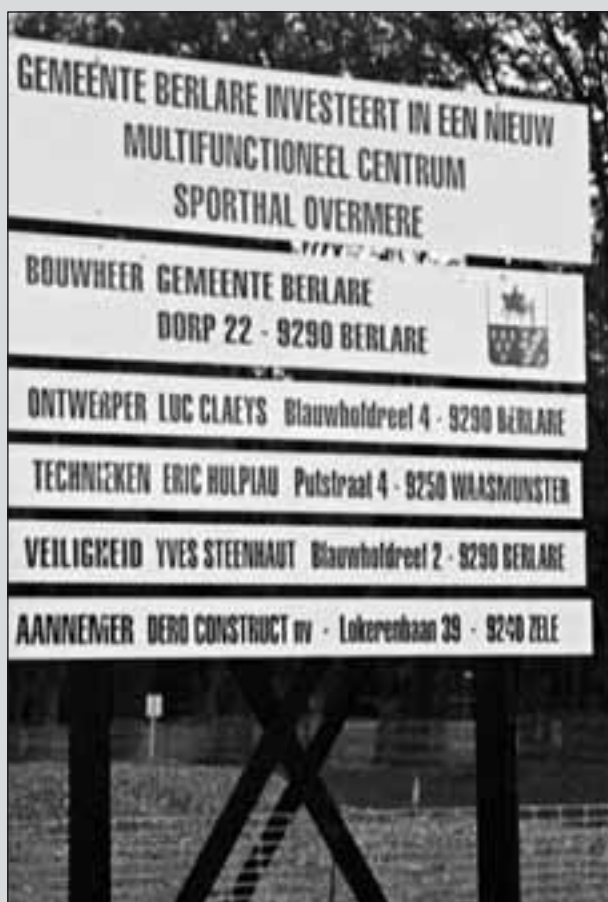 GEMEENTE BERLARE INVESTEERT IN EEN NIEUW
MULTIFUNCTIONEEL CENTRUM
SPORTHAL OVERMERE
BOUWHEER GEMEENTE BERLARE
DORP 22 - 9290 BERLARE
ONTWERPER LUC CLAEYS Blauwhofdreef 4 - 9290 BERLARE
TECHNIEKEN ERIC HULPIAU Putstraat 4 - 9250 WAASMUNSTER
VEILIGHEID YVES STEENHAUT Blauwhofdreef 2 - 9290 BERLARE
AANNEMER DERO CONSTRUCT nv - Lokerenbaan 39 - 9240 ZELE